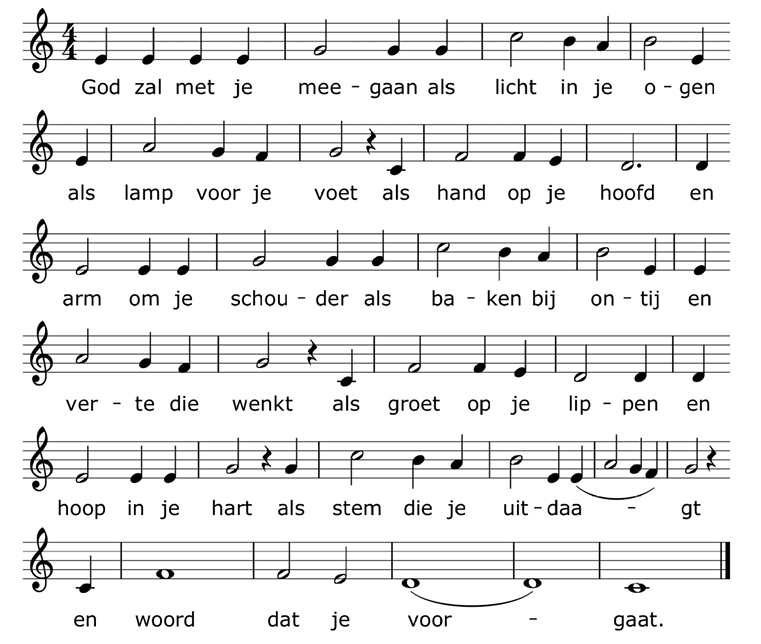 God zal met je mee - gaan als licht in je o - gen
als lamp voor je voet als hand op je hoofd en
arm om je schou - der als ba - ken bij on - tij en
ver - te die wenkt als groet op je lip - pen en
hoop in je hart als stem die je uit - daa - gt
en woord dat je voor - gaat.